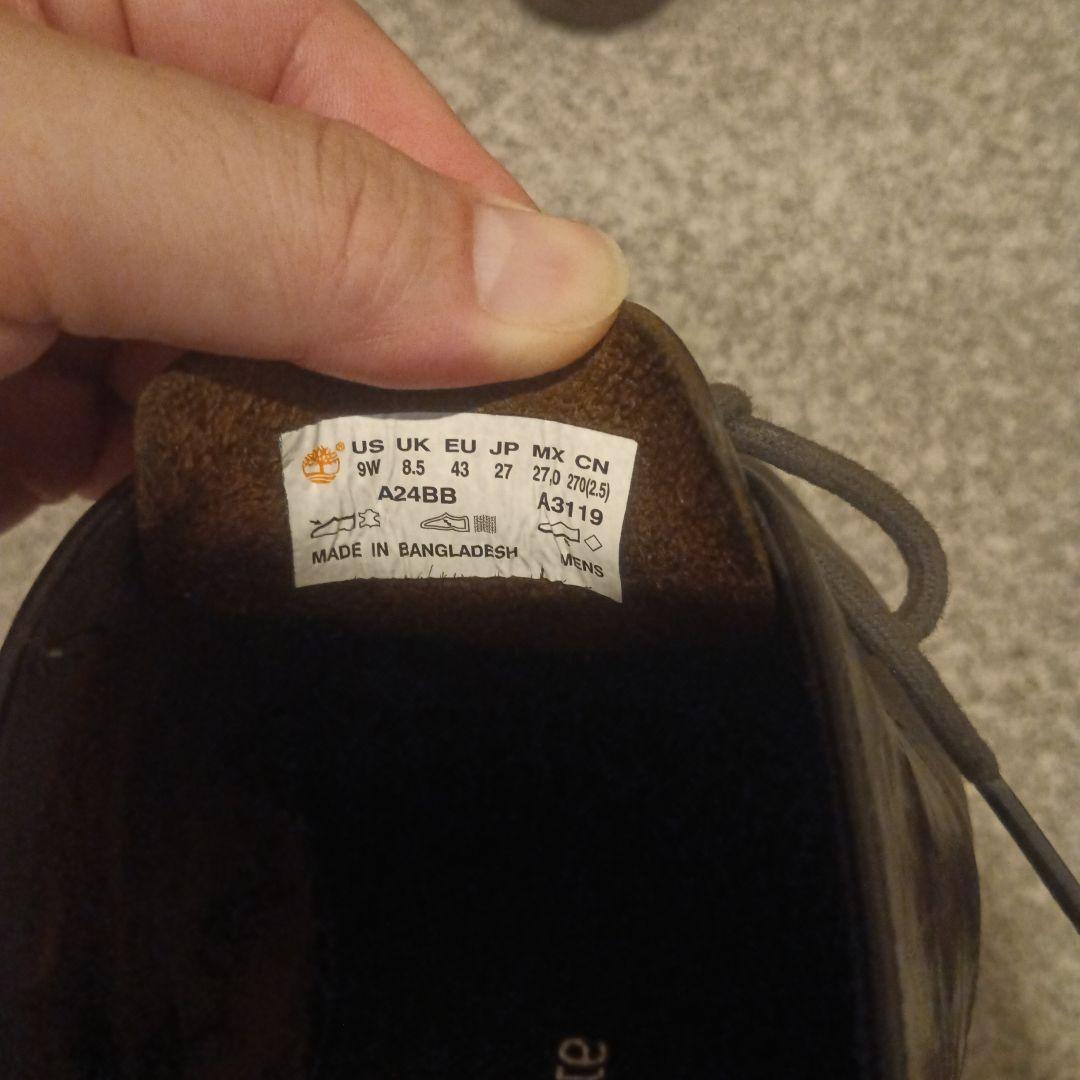 ® US UK EU JP MX CN
9W 8.5 43 27 27,0 270(2.5)
A24BB A3119
MADE IN BANGLADESH MENS